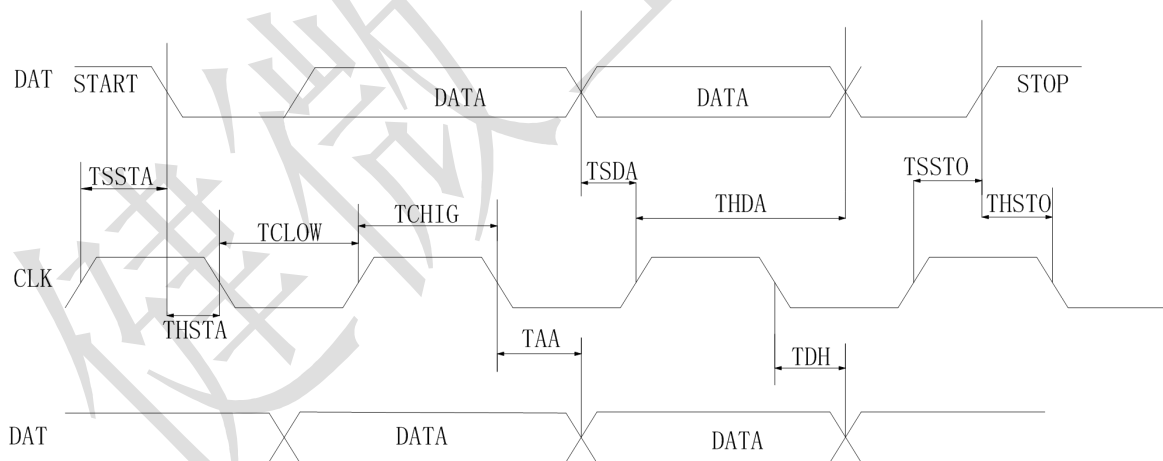 DAT START DATA DATA STOP
TSSTA TSDA TSSTO
TCLOW TCHIG THDA THSTO
CLK
THSTA TAA TDH
DAT DATA DATA